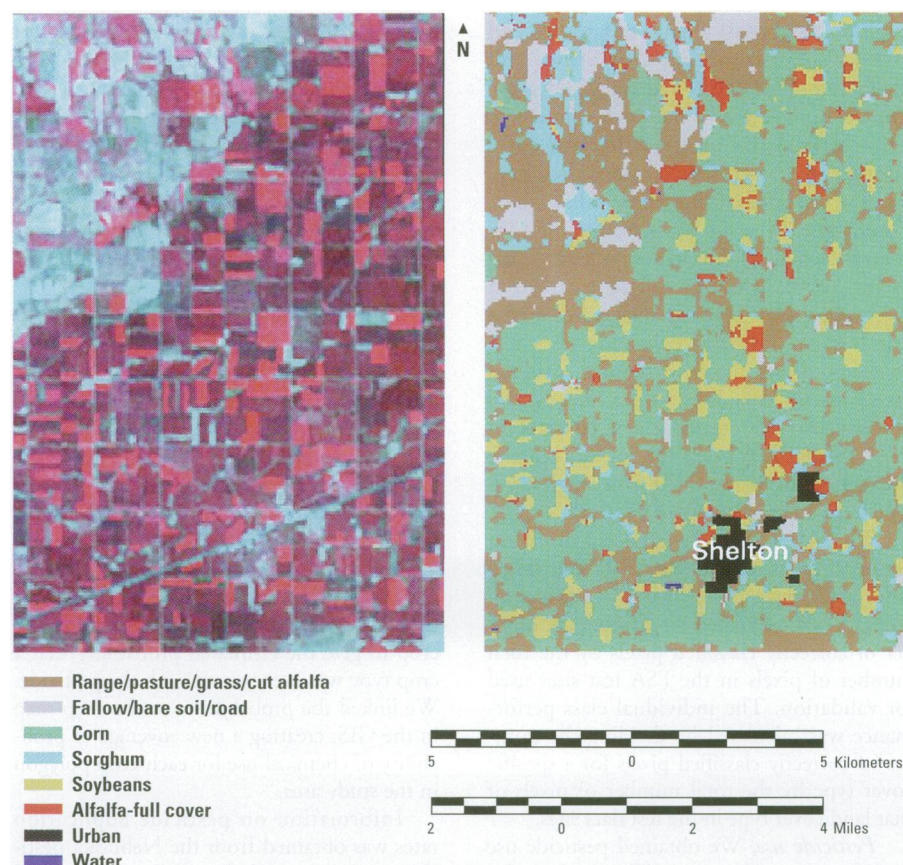 N
Shelton
Range/pasture/grass/cut alfalfa
Fallow/bare soil/road
Corn
Sorghum
Soybeans
Alfalfa-full cover
Urban
Water
5 0 5 Kilometers
2 0 2 4 Miles